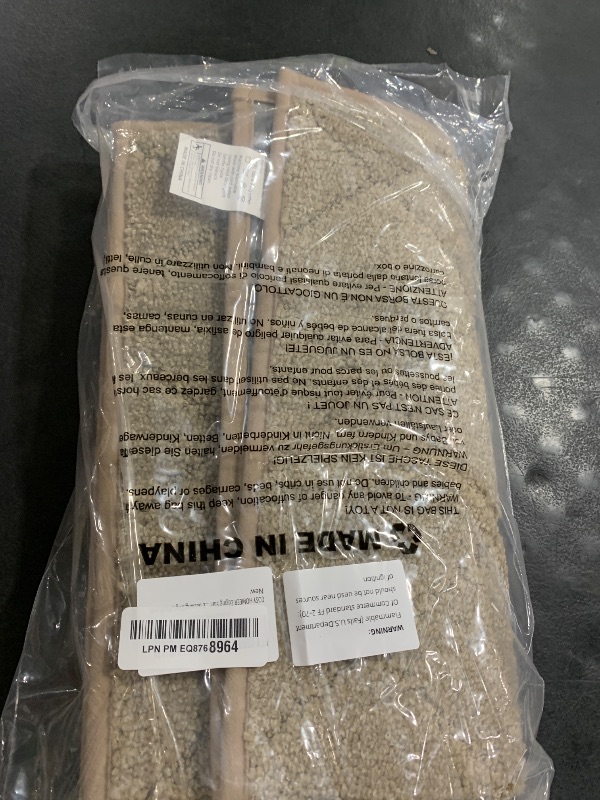 MADE IN CHINA
THIS BAG IS NOT A TOY!
WARNING - To avoid any danger of suffocation, keep this bag away
babies and children. Do not use in cribs, beds, carriages or playpens.
DIESE TASCHE IST KEIN SPIELZEUG!
WARNUNG - Um Erstickungsgefahr zu vermeiden, halten Sie diese
Babys und Kindern fern. Nicht in Kinderbetten, Betten, Kinderwage
oder Laufställen verwenden.
CE SAC N'EST PAS UN JOUET !
ATTENTION - Pour éviter tout risque d'étouffement, gardez ce sac hors
portée des bébés et des enfants. Ne pas utiliser dans les berceaux, les l
les poussettes ou les parcs pour enfants.
¡ESTA BOLSA NO ES UN JUGUETE!
ADVERTENCIA - Para evitar cualquier peligro de asfixia, mantenga esta
bolsa fuera del alcance de bebés y niños. No utilizar en cunas, camas,
carritos o parques.
QUESTA BORSA NON È UN GIOCATTOLO
ATTENZIONE - Per evitare qualsiasi pericolo di soffocamento, tenere questa
borsa lontano dalla portata di neonati e bambini. Non utilizzare in culle, letti,
carrozzine o box.
WARNING:
Flammable (Fails U.S.Department
Of Commerce standard FF 2-70):
should not be uesd near sources
of ignition
New
LPN PM EQ8768964